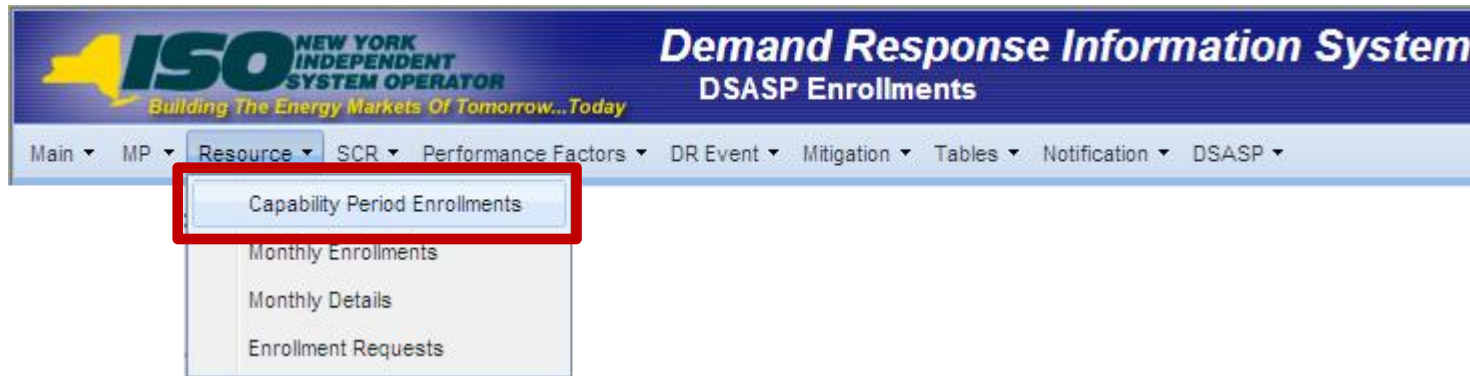 ISO NEW YORK
INDEPENDENT
SYSTEM OPERATOR
Building The Energy Markets Of Tomorrow...Today
Demand Response Information System
DSASP Enrollments
Main MP Resource SCR Performance Factors DR Event Mitigation Tables Notification DSASP
Capability Period Enrollments
Monthly Enrollments
Monthly Details
Enrollment Requests